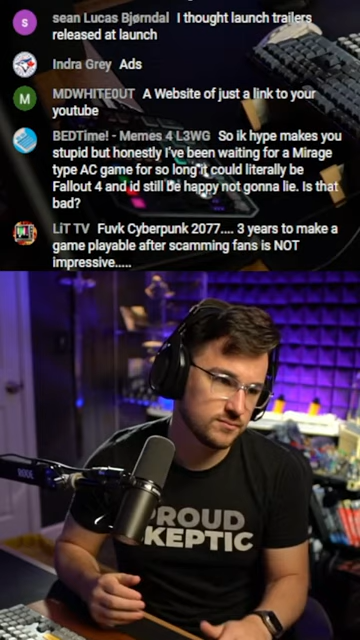 sean Lucas Bjørndal I thought launch trailers
released at launch
Indra Grey Ads
MDWHITE0UT A Website of just a link to your
youtube
BEDTime! - Memes 4 L3WG So ik hype makes you
stupid but honestly I've been waiting for a Mirage
type AC game for so long it could literally be
Fallout 4 and id still be happy not gonna lie. Is that
bad?
LiT TV Fuvk Cyberpunk 2077.... 3 years to make a
game playable after scamming fans is NOT
impressive.....
PROUD
SKEPTIC
RODE